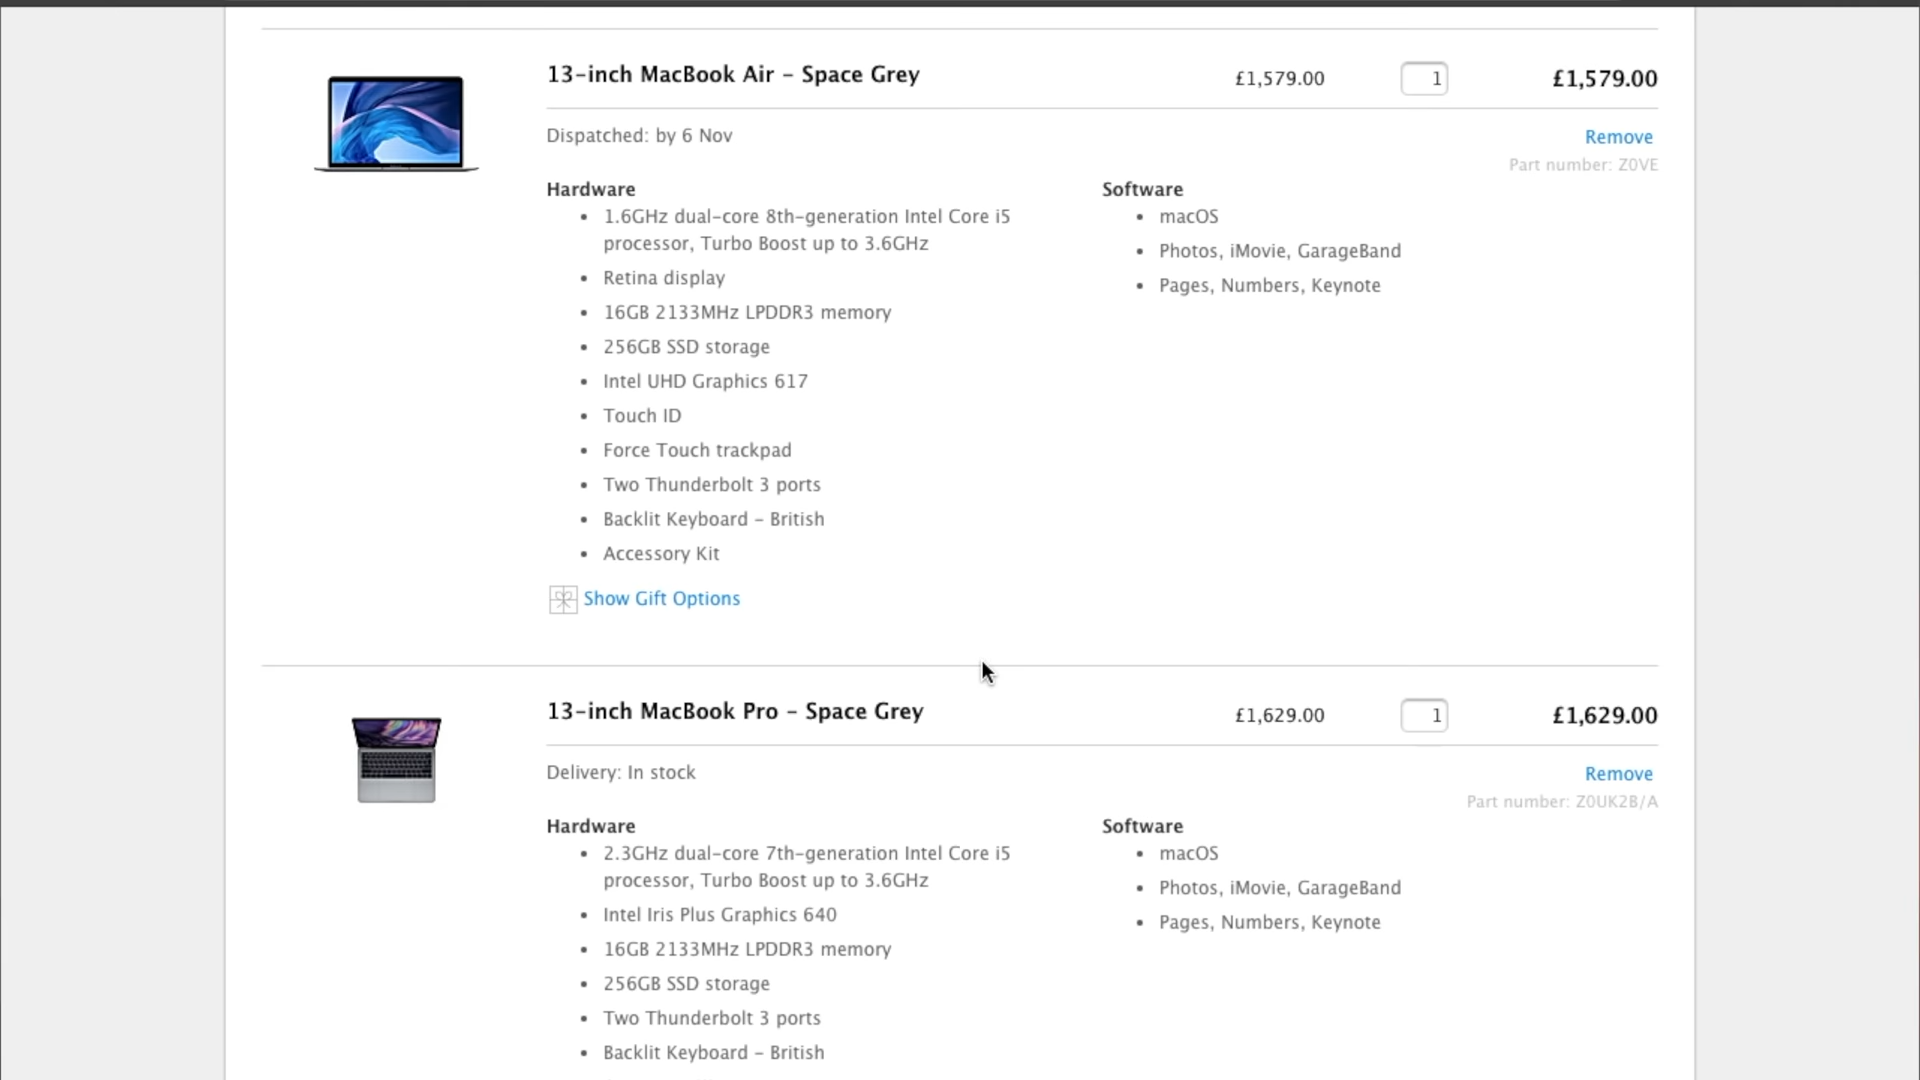 13-inch MacBook Air – Space Grey
£1,579.00
1
£1,579.00
Dispatched: by 6 Nov
Remove
Part number: Z0VE
Hardware
1.6GHz dual-core 8th-generation Intel Core i5
processor, Turbo Boost up to 3.6GHz
Retina display
16GB 2133MHz LPDDR3 memory
256GB SSD storage
Intel UHD Graphics 617
Touch ID
Force Touch trackpad
Two Thunderbolt 3 ports
Backlit Keyboard – British
Accessory Kit
Software
macOS
Photos, iMovie, GarageBand
Pages, Numbers, Keynote
Show Gift Options
13-inch MacBook Pro – Space Grey
£1,629.00
1
£1,629.00
Delivery: In stock
Remove
Part number: Z0UK2B/A
Hardware
2.3GHz dual-core 7th-generation Intel Core i5
processor, Turbo Boost up to 3.6GHz
Intel Iris Plus Graphics 640
16GB 2133MHz LPDDR3 memory
256GB SSD storage
Two Thunderbolt 3 ports
Backlit Keyboard – British
Software
macOS
Photos, iMovie, GarageBand
Pages, Numbers, Keynote